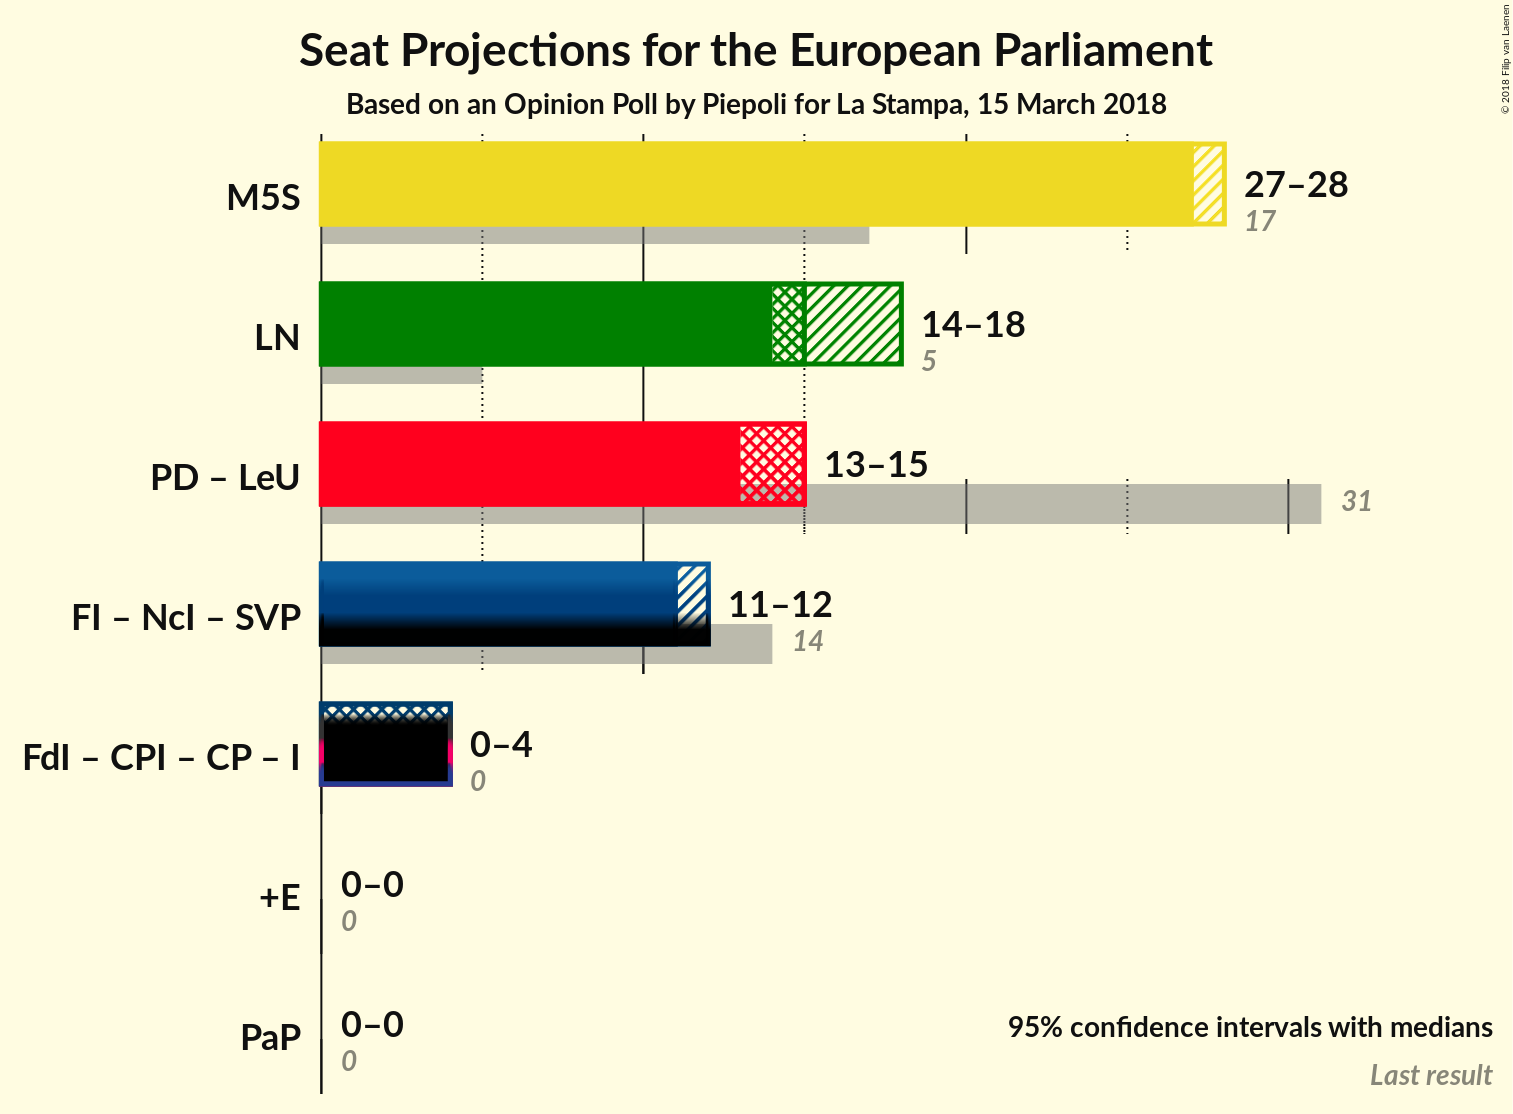 Seat Projections for the European Parliament
Based on an Opinion Poll by Piepoli for La Stampa, 15 March 2018
© 2018 Filip van Laenen
M5S
27–28
17
LN
14–18
5
PD – LeU
13–15
31
FI – NcI – SVP
11–12
14
FdI – CPI – CP – I
0–4
0
+E
0–0
0
PaP
0–0
0
95% confidence intervals with medians
Last result